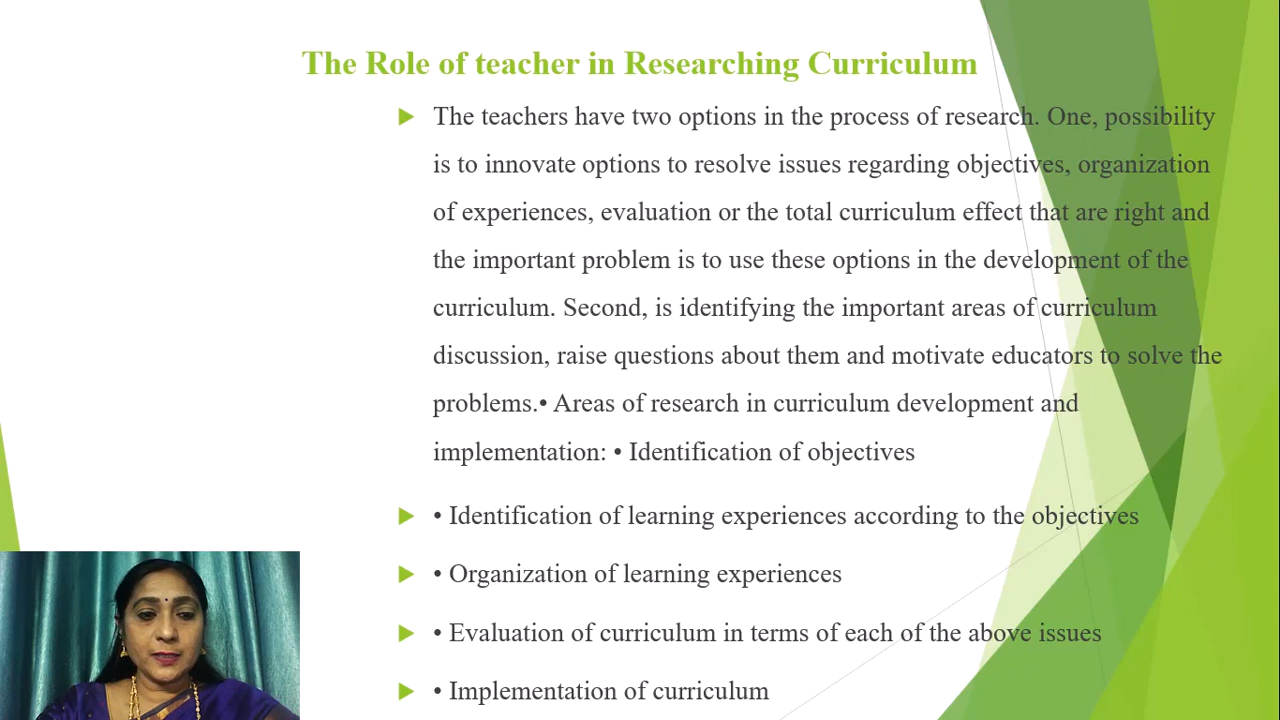 The Role of teacher in Researching Curriculum
The teachers have two options in the process of research. One, possibility
is to innovate options to resolve issues regarding objectives, organization
of experiences, evaluation or the total curriculum effect that are right and
the important problem is to use these options in the development of the
curriculum. Second, is identifying the important areas of curriculum
discussion, raise questions about them and motivate educators to solve the
problems.• Areas of research in curriculum development and
implementation: • Identification of objectives
• Identification of learning experiences according to the objectives
• Organization of learning experiences
• Evaluation of curriculum in terms of each of the above issues
• Implementation of curriculum